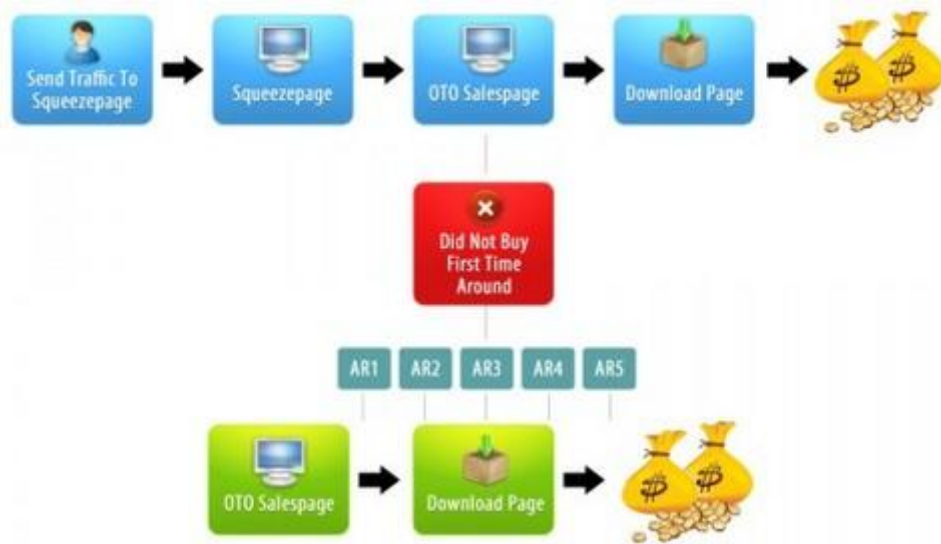 Send Traffic To
Squeezepage
Squeezepage
OTO Salespage
Download Page
Did Not Buy
First Time
Around
AR1
AR2
AR3
AR4
AR5
OTO Salespage
Download Page